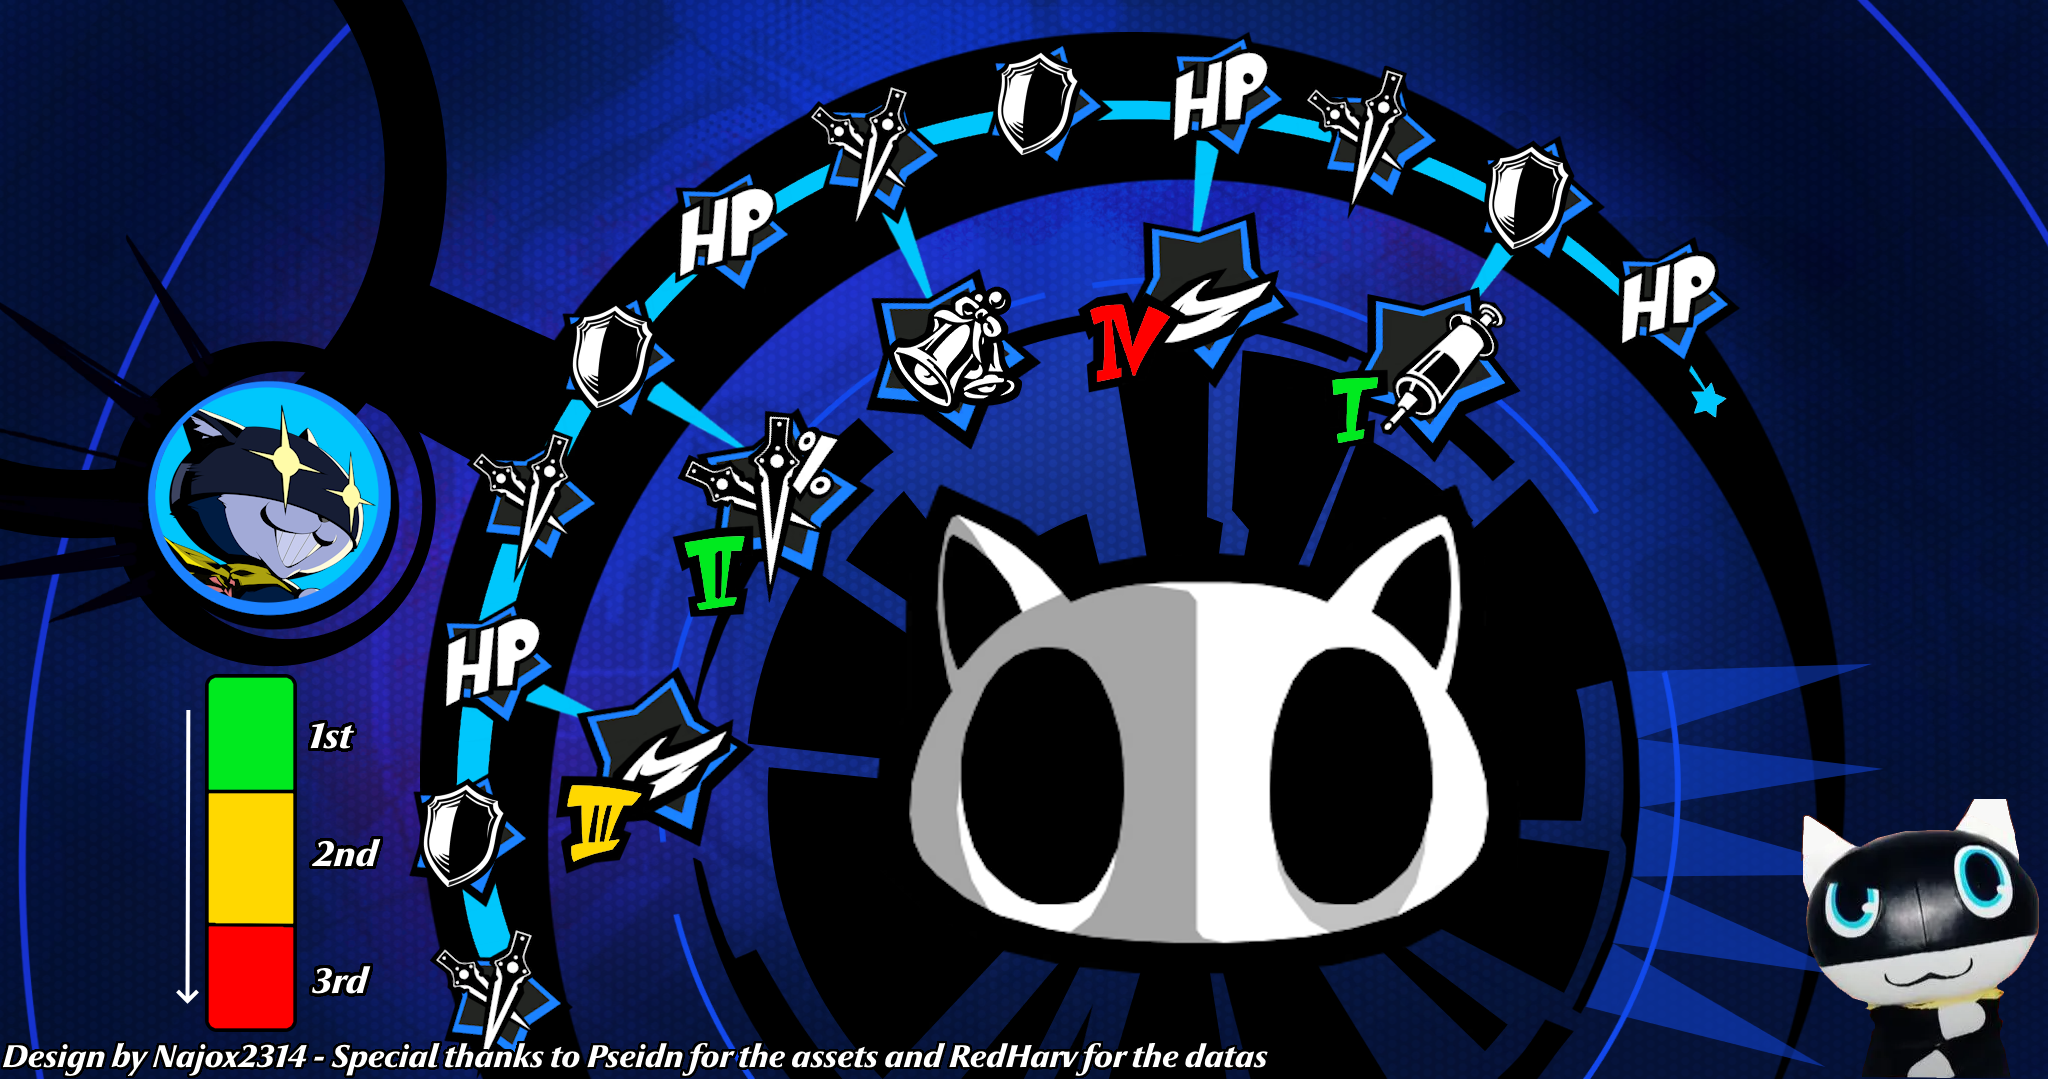 HP
HP
HP
%
IV
I
II
HP
III
1st
2nd
3rd
Design by Najox2314 - Special thanks to Pseidn for the assets and RedHarv for the datas